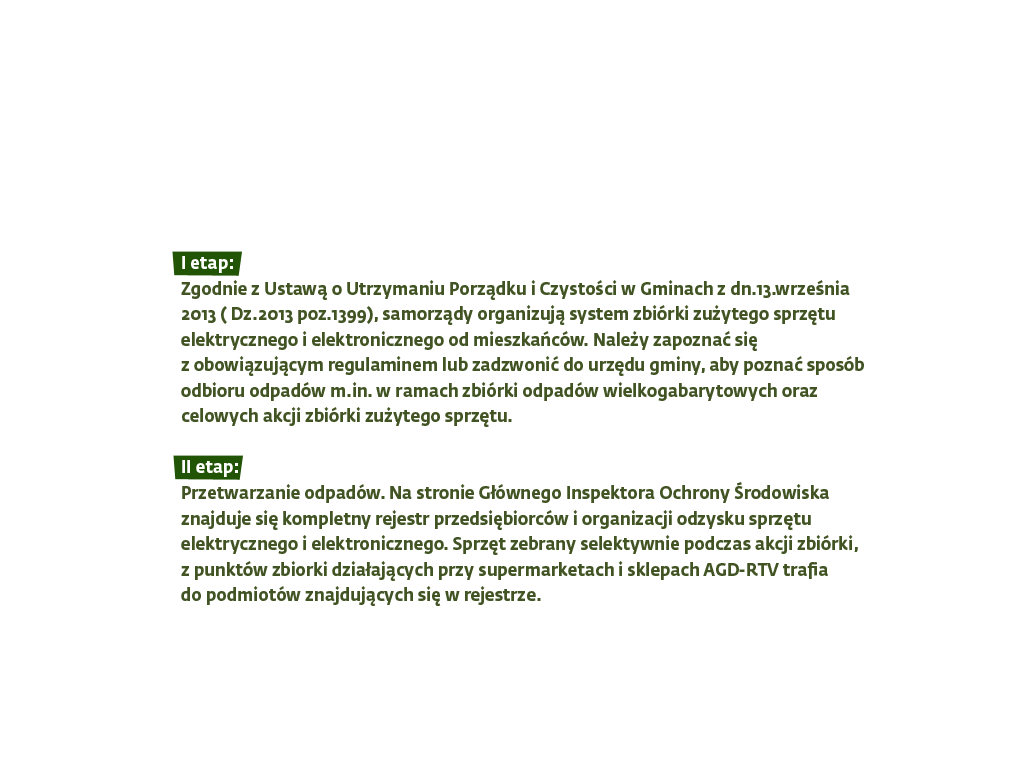 I etap:
Zgodnie z Ustawą o Utrzymaniu Porządku i Czystości w Gminach z dn.13.września
2013 ( Dz.2013 poz.1399), samorządy organizują system zbiórki zużytego sprzętu
elektrycznego i elektronicznego od mieszkańców. Należy zapoznać się
z obowiązującym regulaminem lub zadzwonić do urzędu gminy, aby poznać sposób
odbioru odpadów m.in. w ramach zbiórki odpadów wielkogabarytowych oraz
celowych akcji zbiórki zużytego sprzętu.
II etap:
Przetwarzanie odpadów. Na stronie Głównego Inspektora Ochrony Środowiska
znajduje się kompletny rejestr przedsiębiorców i organizacji odzysku sprzętu
elektrycznego i elektronicznego. Sprzęt zebrany selektywnie podczas akcji zbiórki,
z punktów zbiorki działających przy supermarketach i sklepach AGD-RTV trafia
do podmiotów znajdujących się w rejestrze.